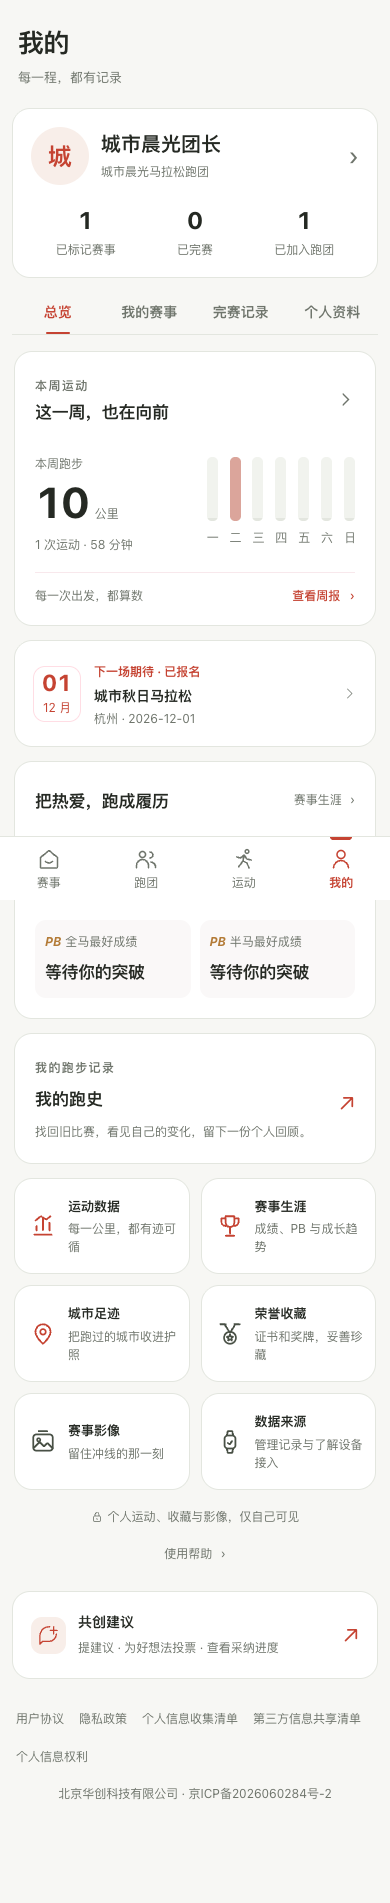 我的
每一程，都有记录
城
城市晨光团长
城市晨光马拉松跑团
›
1 0 1
已标记赛事 已完赛 已加入跑团
总览 我的赛事 完赛记录 个人资料
本周运动
这一周，也在向前
本周跑步
10 公里
1 次运动 · 58 分钟
一 二 三 四 五 六 日
每一次出发，都算数 查看周报 ›
01
12 月
下一场期待 · 已报名
城市秋日马拉松
杭州 · 2026-12-01
把热爱，跑成履历 赛事生涯 ›
赛事 跑团 运动 我的
PB 全马最好成绩
等待你的突破
PB 半马最好成绩
等待你的突破
我的跑步记录
我的跑史
找回旧比赛，看见自己的变化，留下一份个人回顾。
运动数据
每一公里，都有迹可
循
赛事生涯
成绩、PB 与成长趋
势
城市足迹
把跑过的城市收进护
照
荣誉收藏
证书和奖牌，妥善珍
藏
赛事影像
留住冲线的那一刻
数据来源
管理记录与了解设备
接入
个人运动、收藏与影像，仅自己可见
使用帮助 ›
共创建议
提建议 · 为好想法投票 · 查看采纳进度
用户协议 隐私政策 个人信息收集清单 第三方信息共享清单
个人信息权利
北京华创科技有限公司 · 京ICP备2026060284号-2